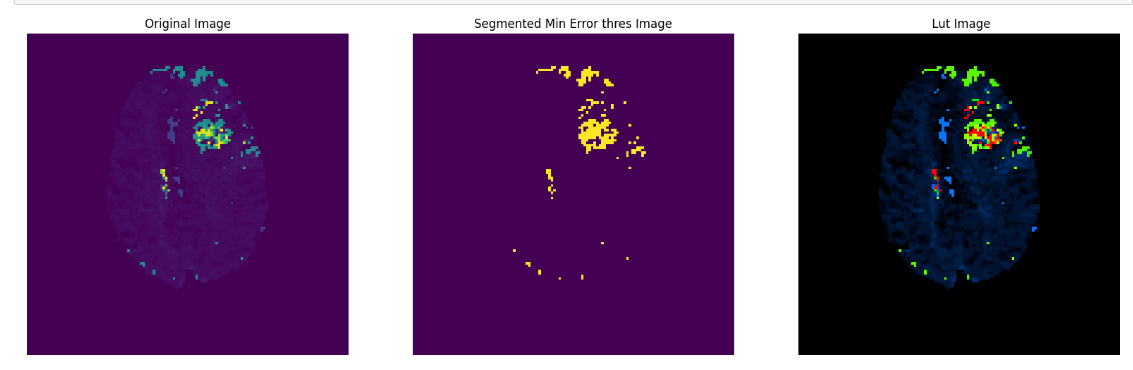 Original Image
Segmented Min Error thres Image
Lut Image